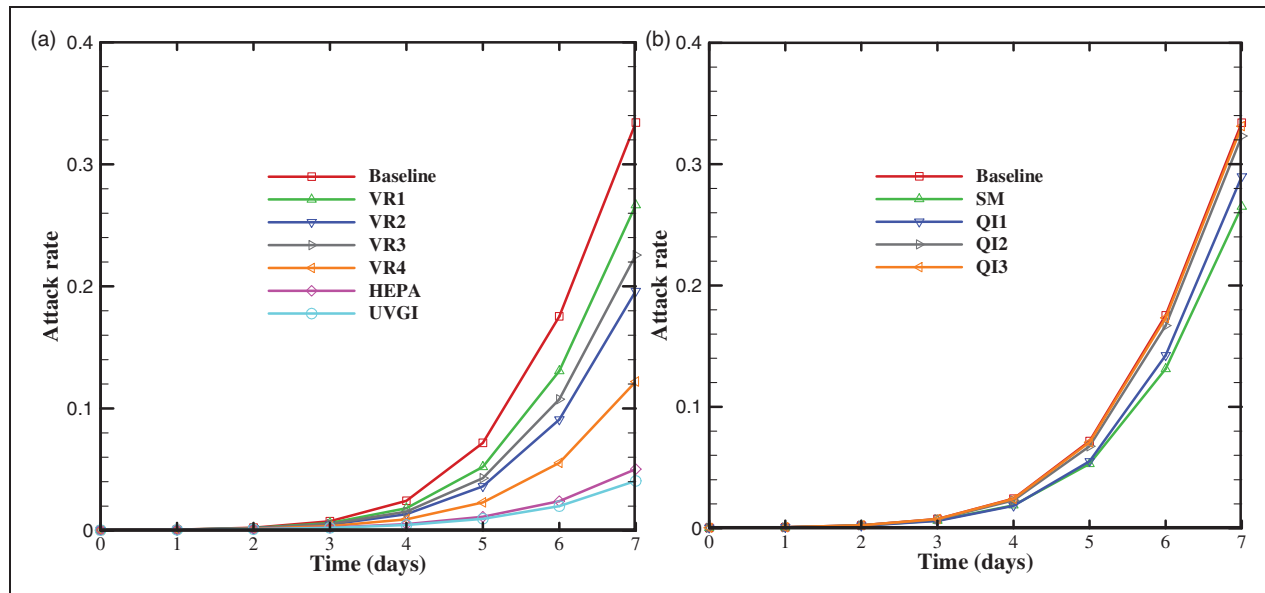 (a)
0.4
0.3
0.2
0.1
0
Attack rate
Baseline
VR1
VR2
VR3
VR4
HEPA
UVGI
0 1 2 3 4 5 6 7
Time (days)
(b)
0.4
0.3
0.2
0.1
0
Attack rate
Baseline
SM
QI1
QI2
QI3
0 1 2 3 4 5 6 7
Time (days)